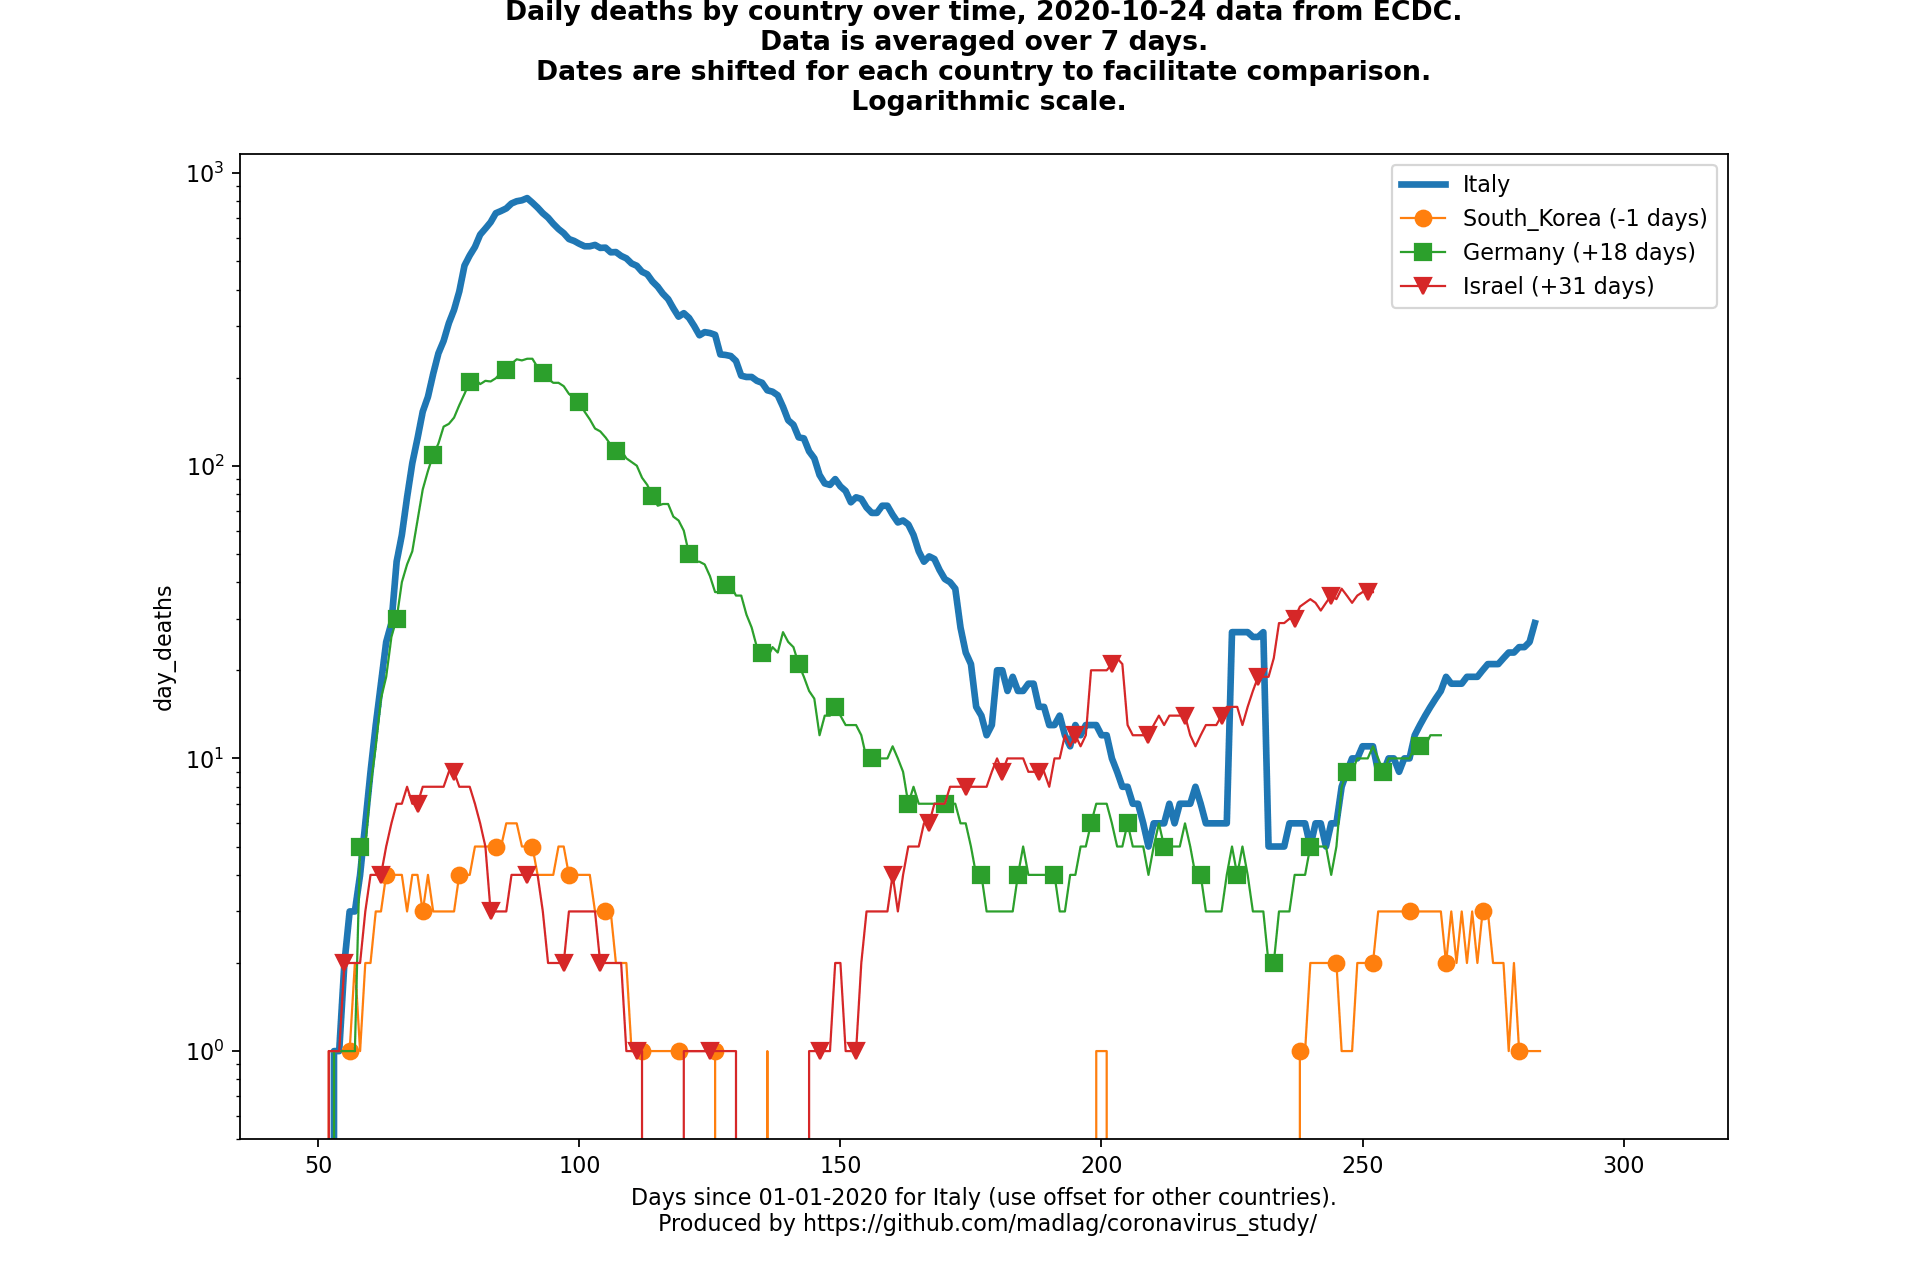 Daily deaths by country over time, 2020-10-24 data from ECDC.
Data is averaged over 7 days.
Dates are shifted for each country to facilitate comparison.
Logarithmic scale.
10³
10²
10¹
10⁰
day_deaths
Italy
South_Korea (-1 days)
Germany (+18 days)
Israel (+31 days)
50 100 150 200 250 300
Days since 01-01-2020 for Italy (use offset for other countries).
Produced by https://github.com/madlag/coronavirus_study/